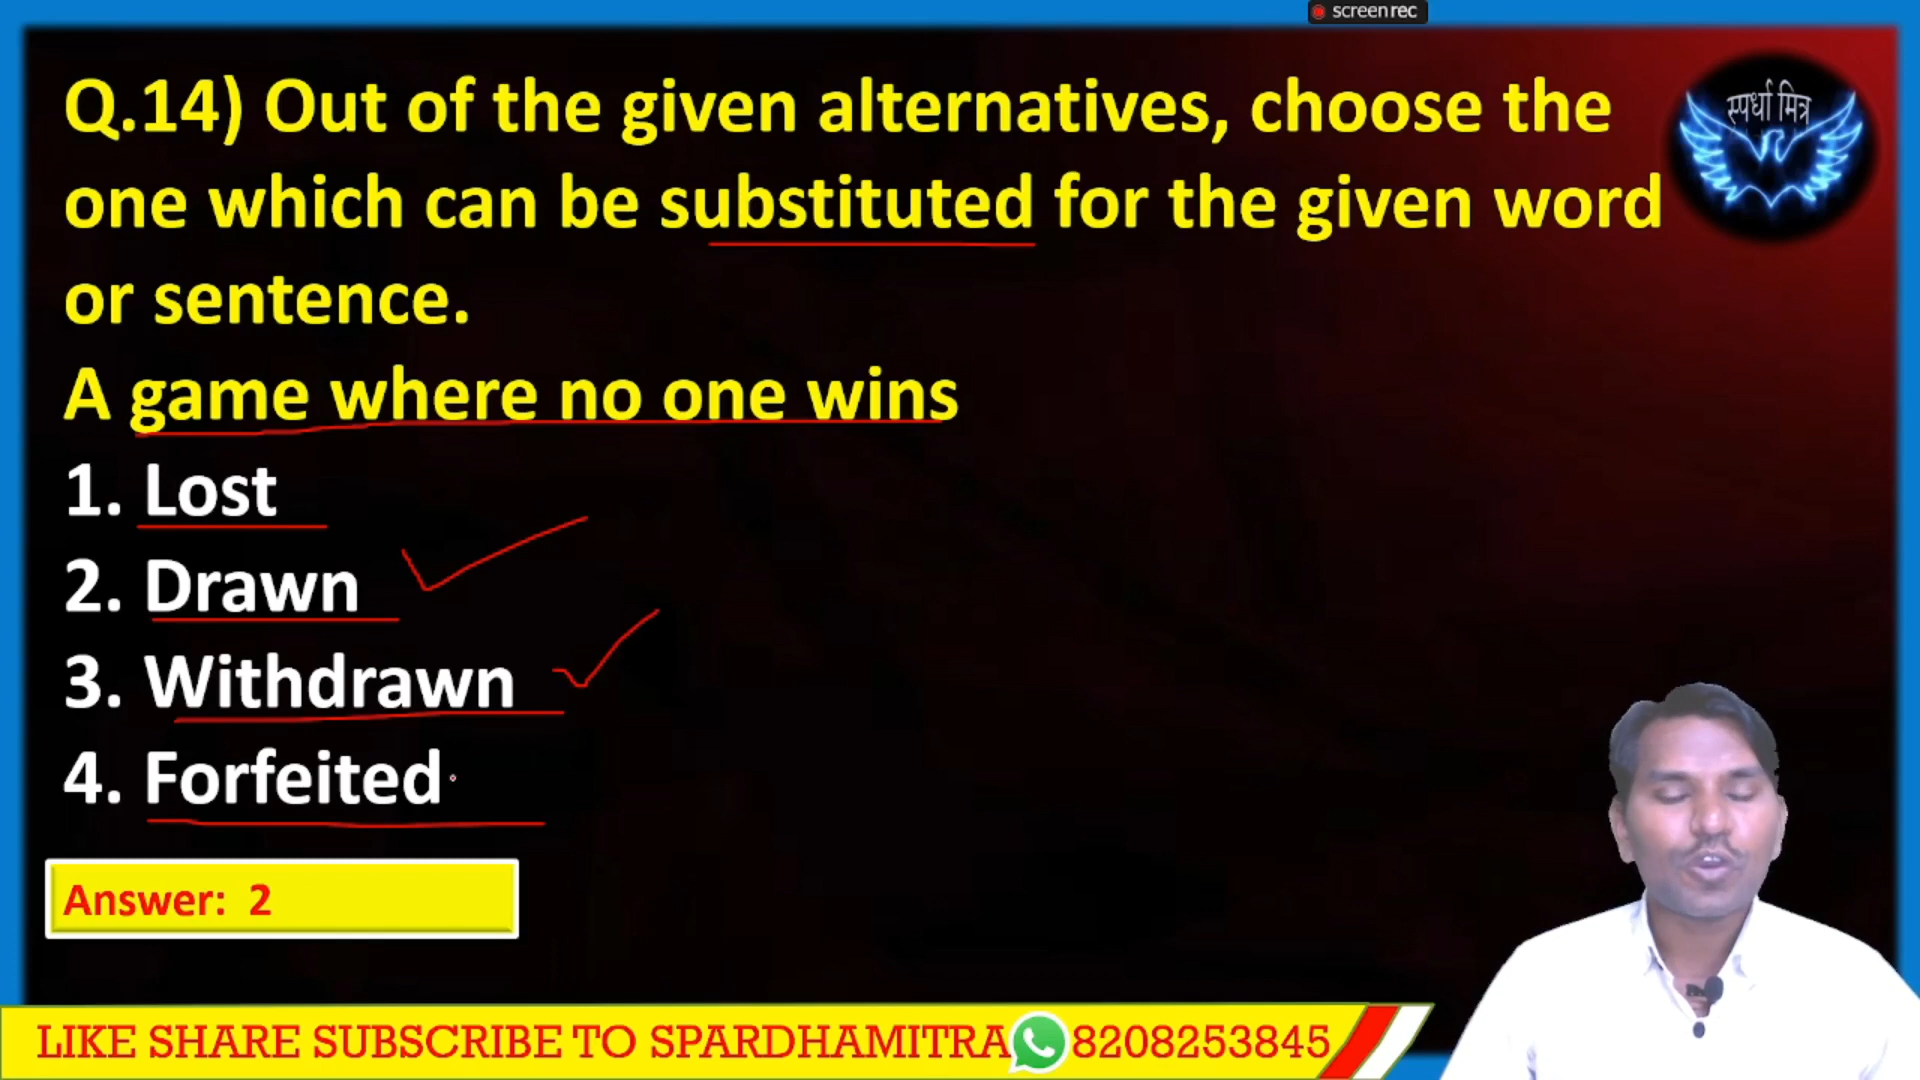 screenrec
Q.14) Out of the given alternatives, choose the
one which can be substituted for the given word
or sentence.
A game where no one wins
1. Lost
2. Drawn
3. Withdrawn
4. Forfeited
Answer: 2
स्पर्धा मित्र
LIKE SHARE SUBSCRIBE TO SPARDHAMITRA 8208253845